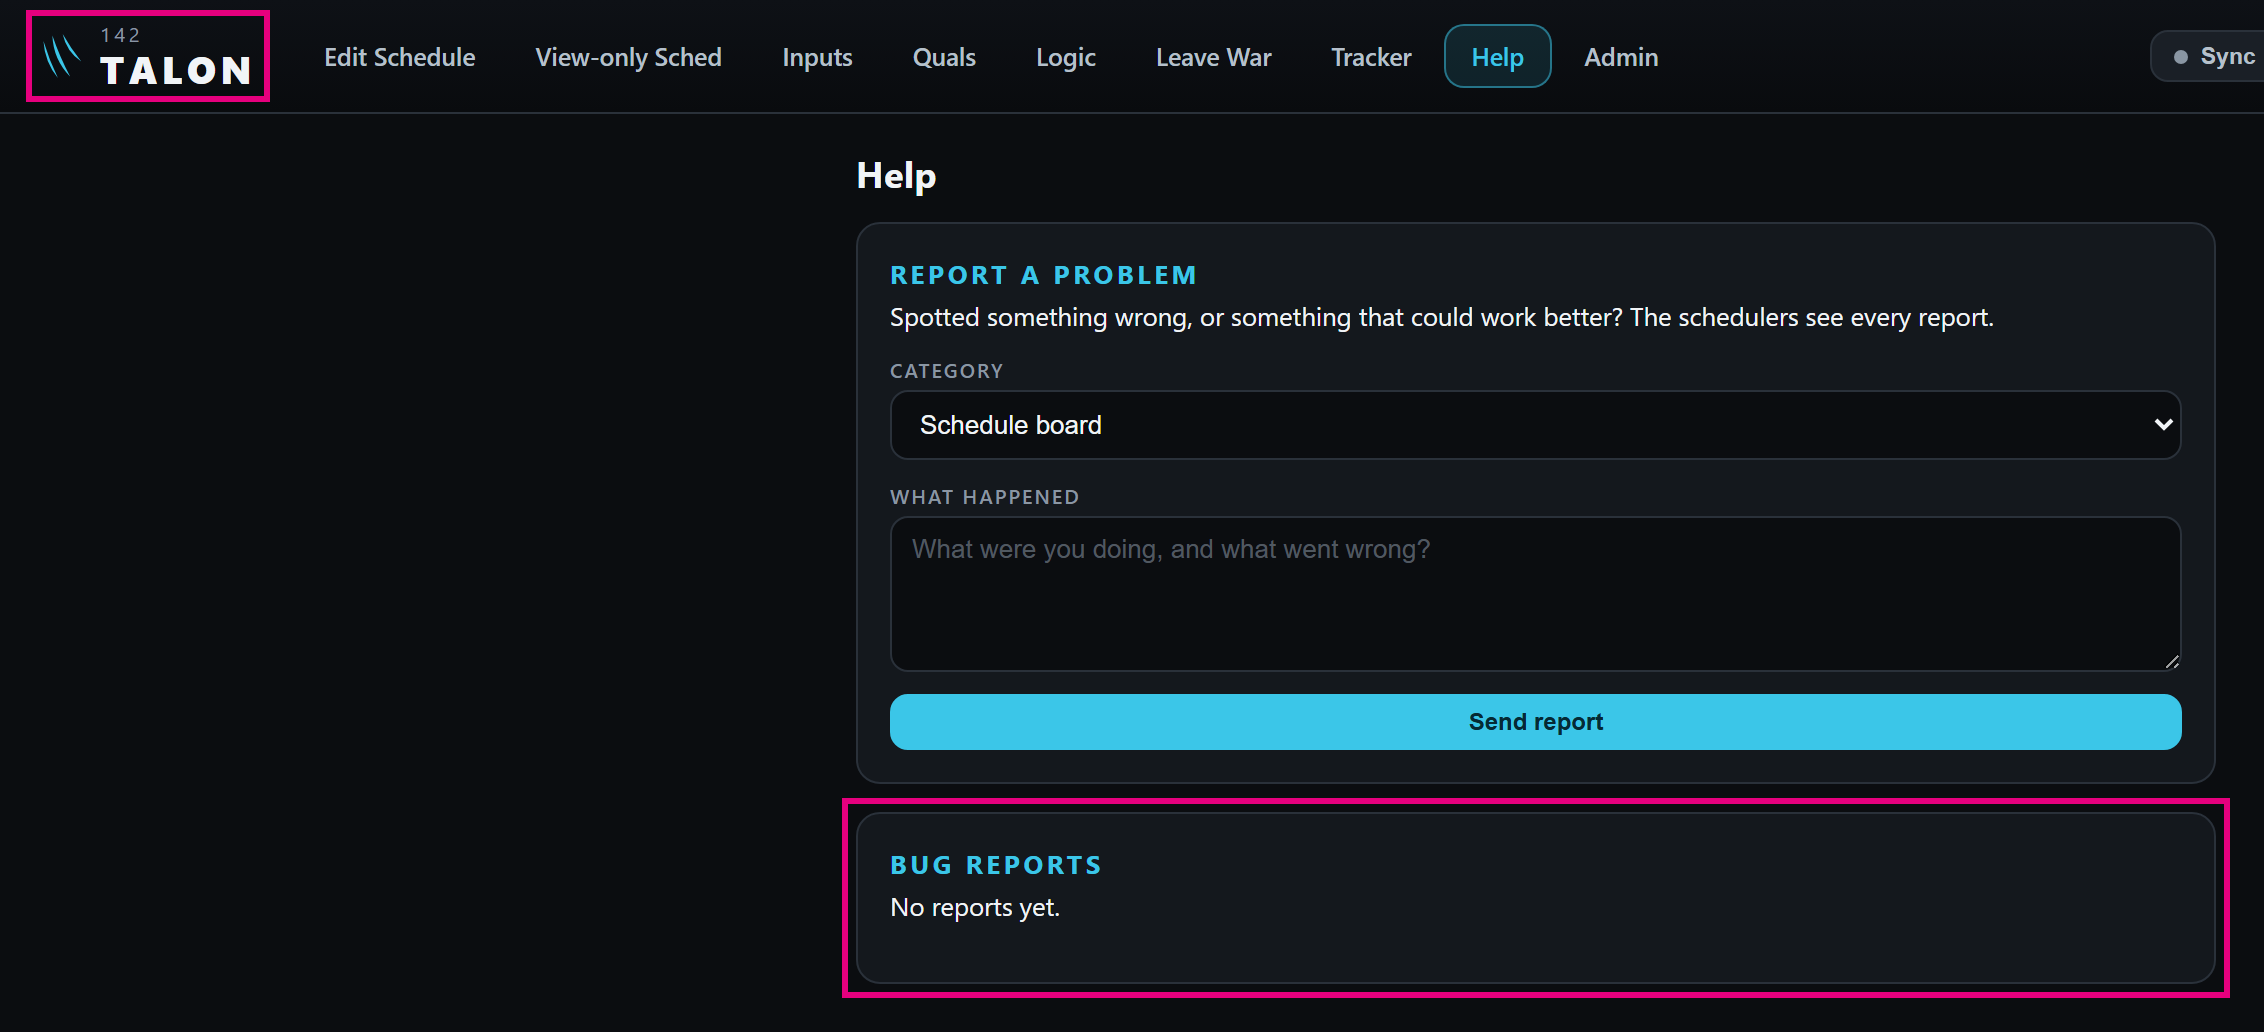 142
TALON
Edit Schedule
View-only Sched
Inputs
Quals
Logic
Leave War
Tracker
Help
Admin
Sync
Help
REPORT A PROBLEM
Spotted something wrong, or something that could work better? The schedulers see every report.
CATEGORY
Schedule board
WHAT HAPPENED
What were you doing, and what went wrong?
Send report
BUG REPORTS
No reports yet.